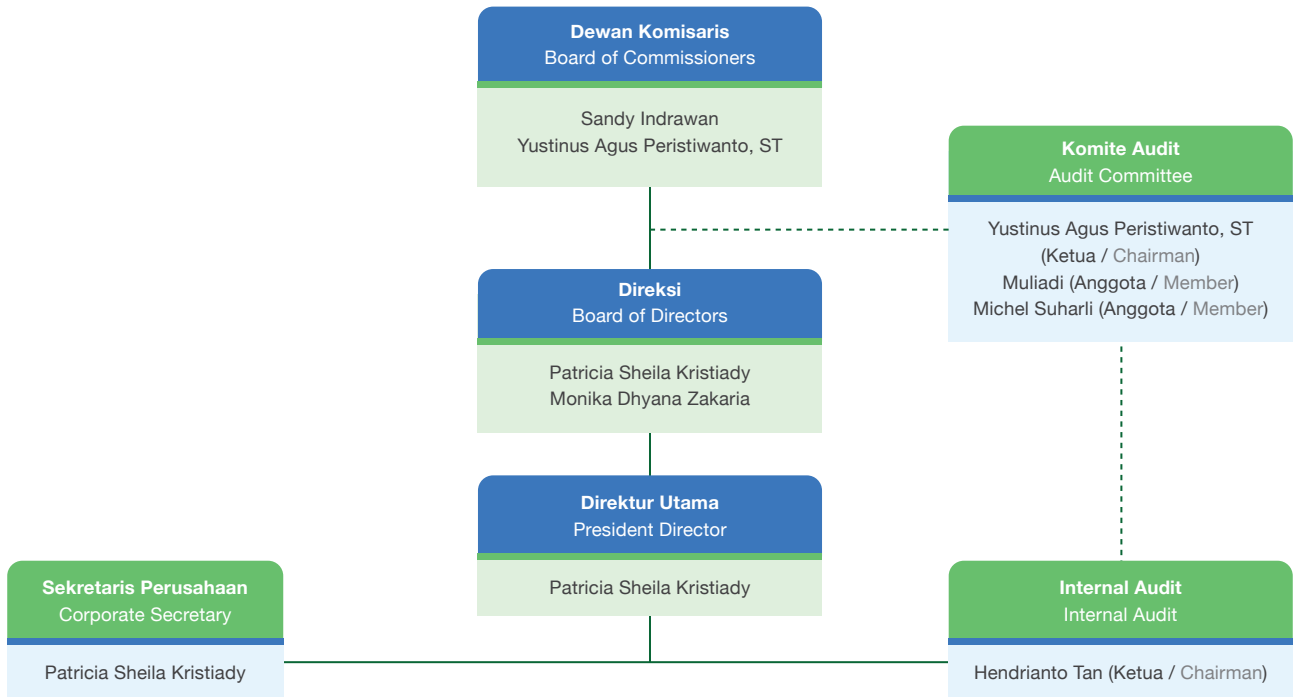 Dewan Komisaris
Board of Commissioners
Sandy Indrawan
Yustinus Agus Peristiwanto, ST
Komite Audit
Audit Committee
Yustinus Agus Peristiwanto, ST
(Ketua / Chairman)
Muliadi (Anggota / Member)
Michel Suharli (Anggota / Member)
Direksi
Board of Directors
Patricia Sheila Kristiady
Monika Dhyana Zakaria
Direktur Utama
President Director
Patricia Sheila Kristiady
Sekretaris Perusahaan
Corporate Secretary
Patricia Sheila Kristiady
Internal Audit
Internal Audit
Hendrianto Tan (Ketua / Chairman)